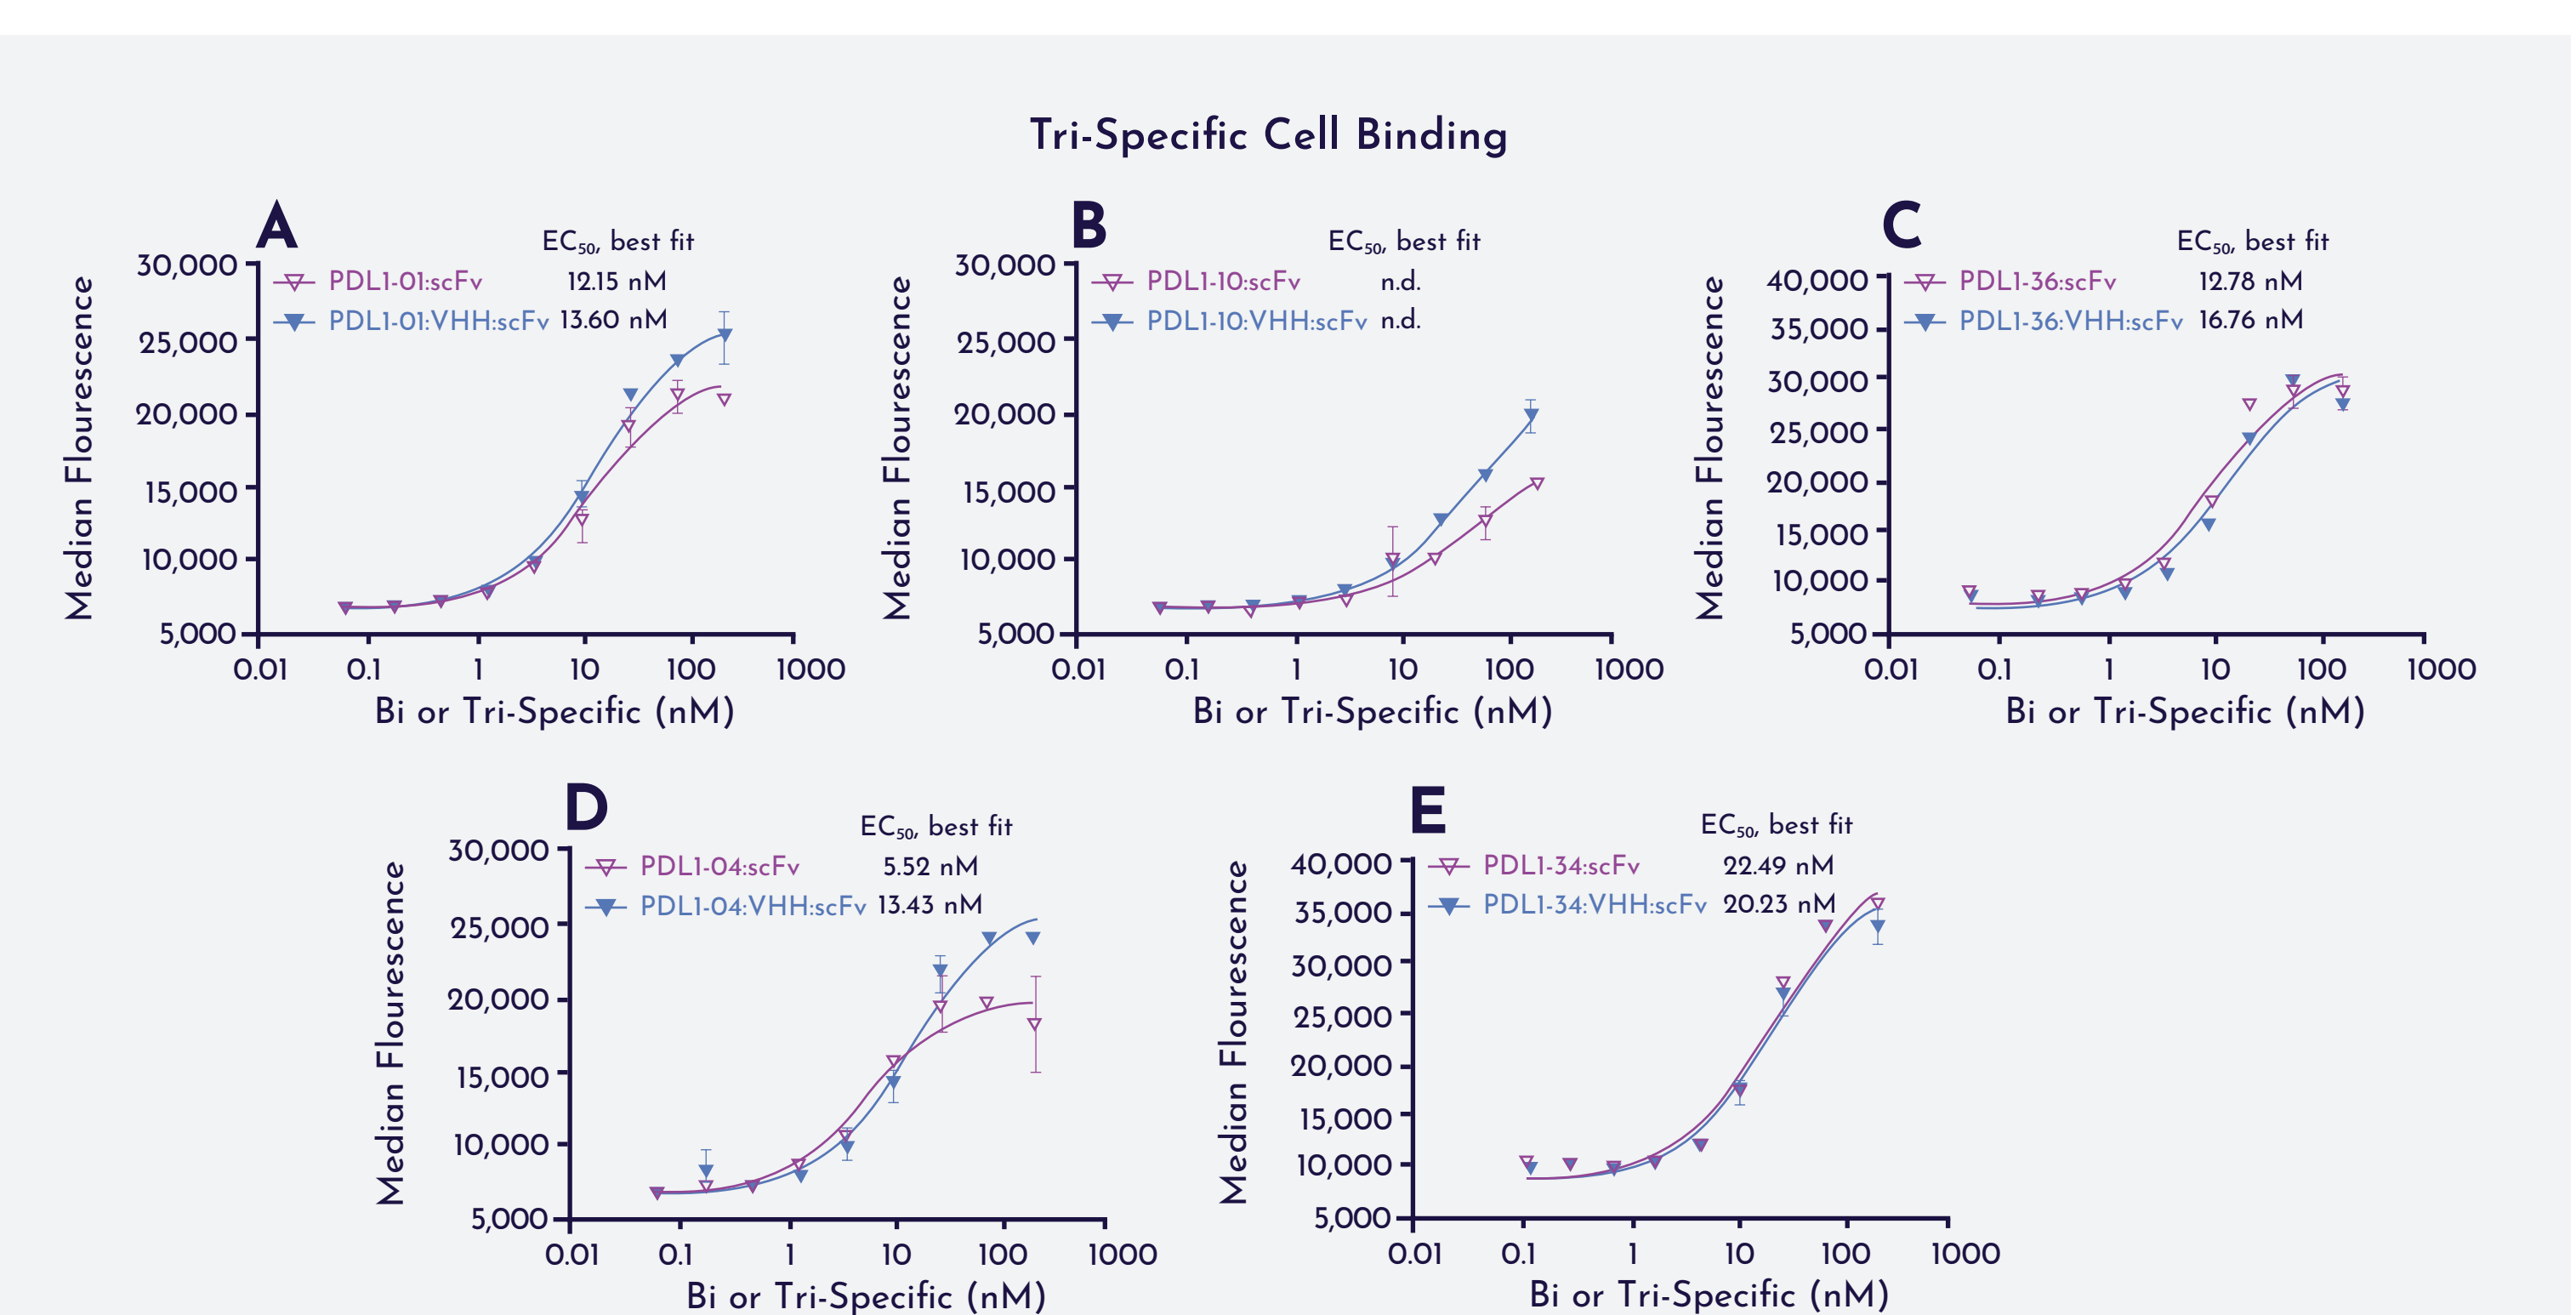 Tri-Specific Cell Binding
A
EC₅₀, best fit
PDL1-01:scFv 12.15 nM
PDL1-01:VHH:scFv 13.60 nM
Median Flourescence
30,000
25,000
20,000
15,000
10,000
5,000
0.01 0.1 1 10 100 1000
Bi or Tri-Specific (nM)
B
EC₅₀, best fit
PDL1-10:scFv n.d.
PDL1-10:VHH:scFv n.d.
Median Flourescence
30,000
25,000
20,000
15,000
10,000
5,000
0.01 0.1 1 10 100 1000
Bi or Tri-Specific (nM)
C
EC₅₀, best fit
PDL1-36:scFv 12.78 nM
PDL1-36:VHH:scFv 16.76 nM
Median Flourescence
40,000
35,000
30,000
25,000
20,000
15,000
10,000
5,000
0.01 0.1 1 10 100 1000
Bi or Tri-Specific (nM)
D
EC₅₀, best fit
PDL1-04:scFv 5.52 nM
PDL1-04:VHH:scFv 13.43 nM
Median Flourescence
30,000
25,000
20,000
15,000
10,000
5,000
0.01 0.1 1 10 100 1000
Bi or Tri-Specific (nM)
E
EC₅₀, best fit
PDL1-34:scFv 22.49 nM
PDL1-34:VHH:scFv 20.23 nM
Median Flourescence
40,000
35,000
30,000
25,000
20,000
15,000
10,000
5,000
0.01 0.1 1 10 100 1000
Bi or Tri-Specific (nM)